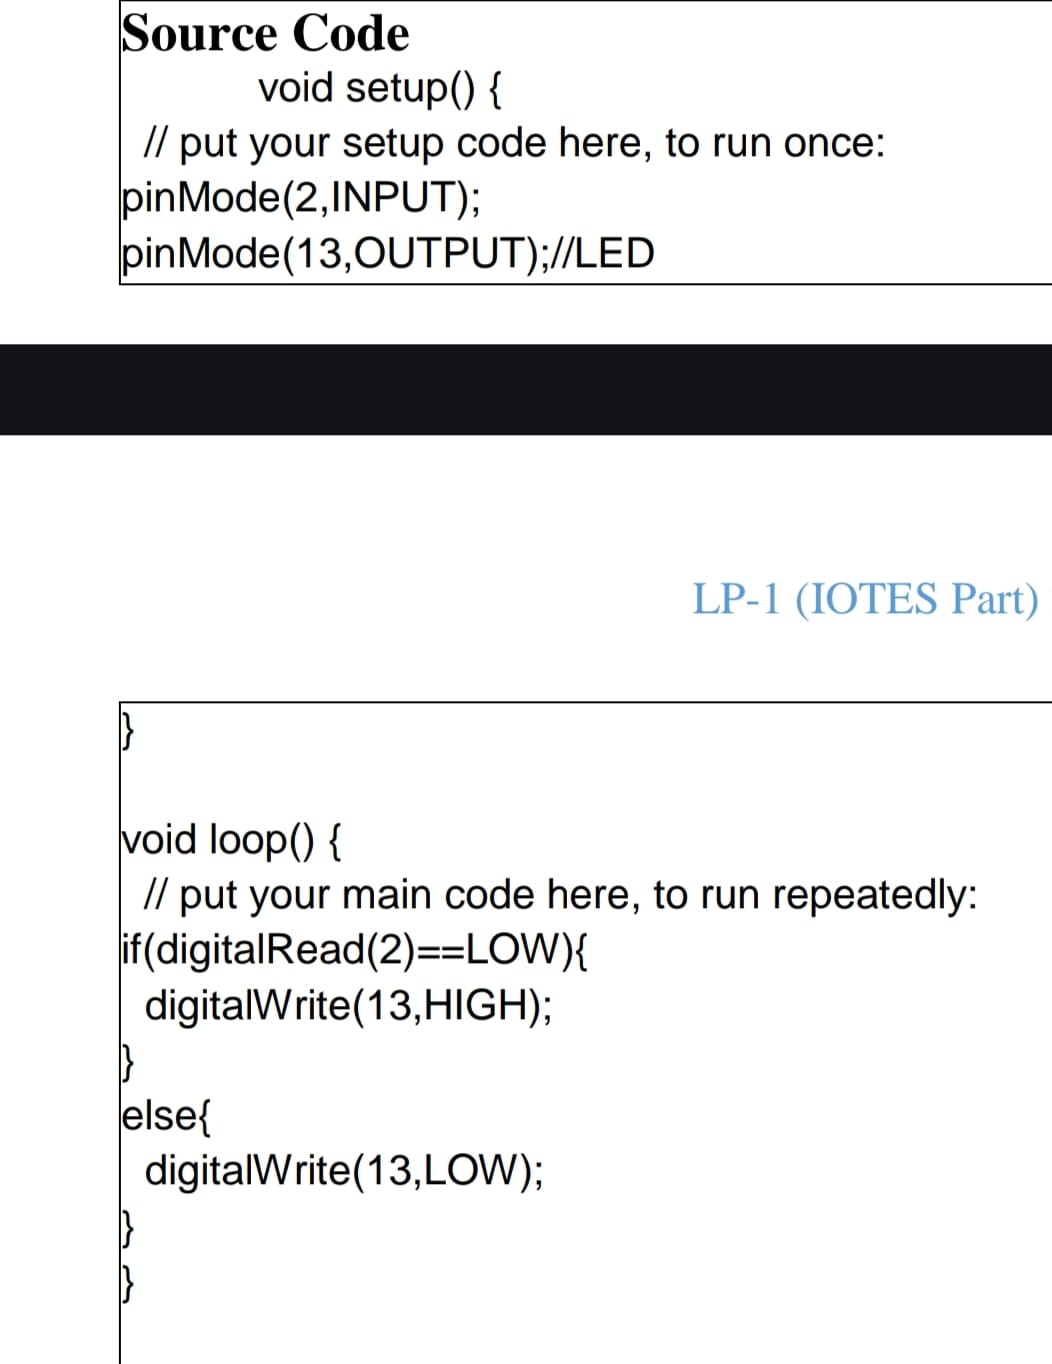 Source Code
void setup() {
// put your setup code here, to run once:
pinMode(2,INPUT);
pinMode(13,OUTPUT);//LED
LP-1 (IOTES Part)
}
void loop() {
// put your main code here, to run repeatedly:
if(digitalRead(2)==LOW){
digitalWrite(13,HIGH);
}
else{
digitalWrite(13,LOW);
}
}